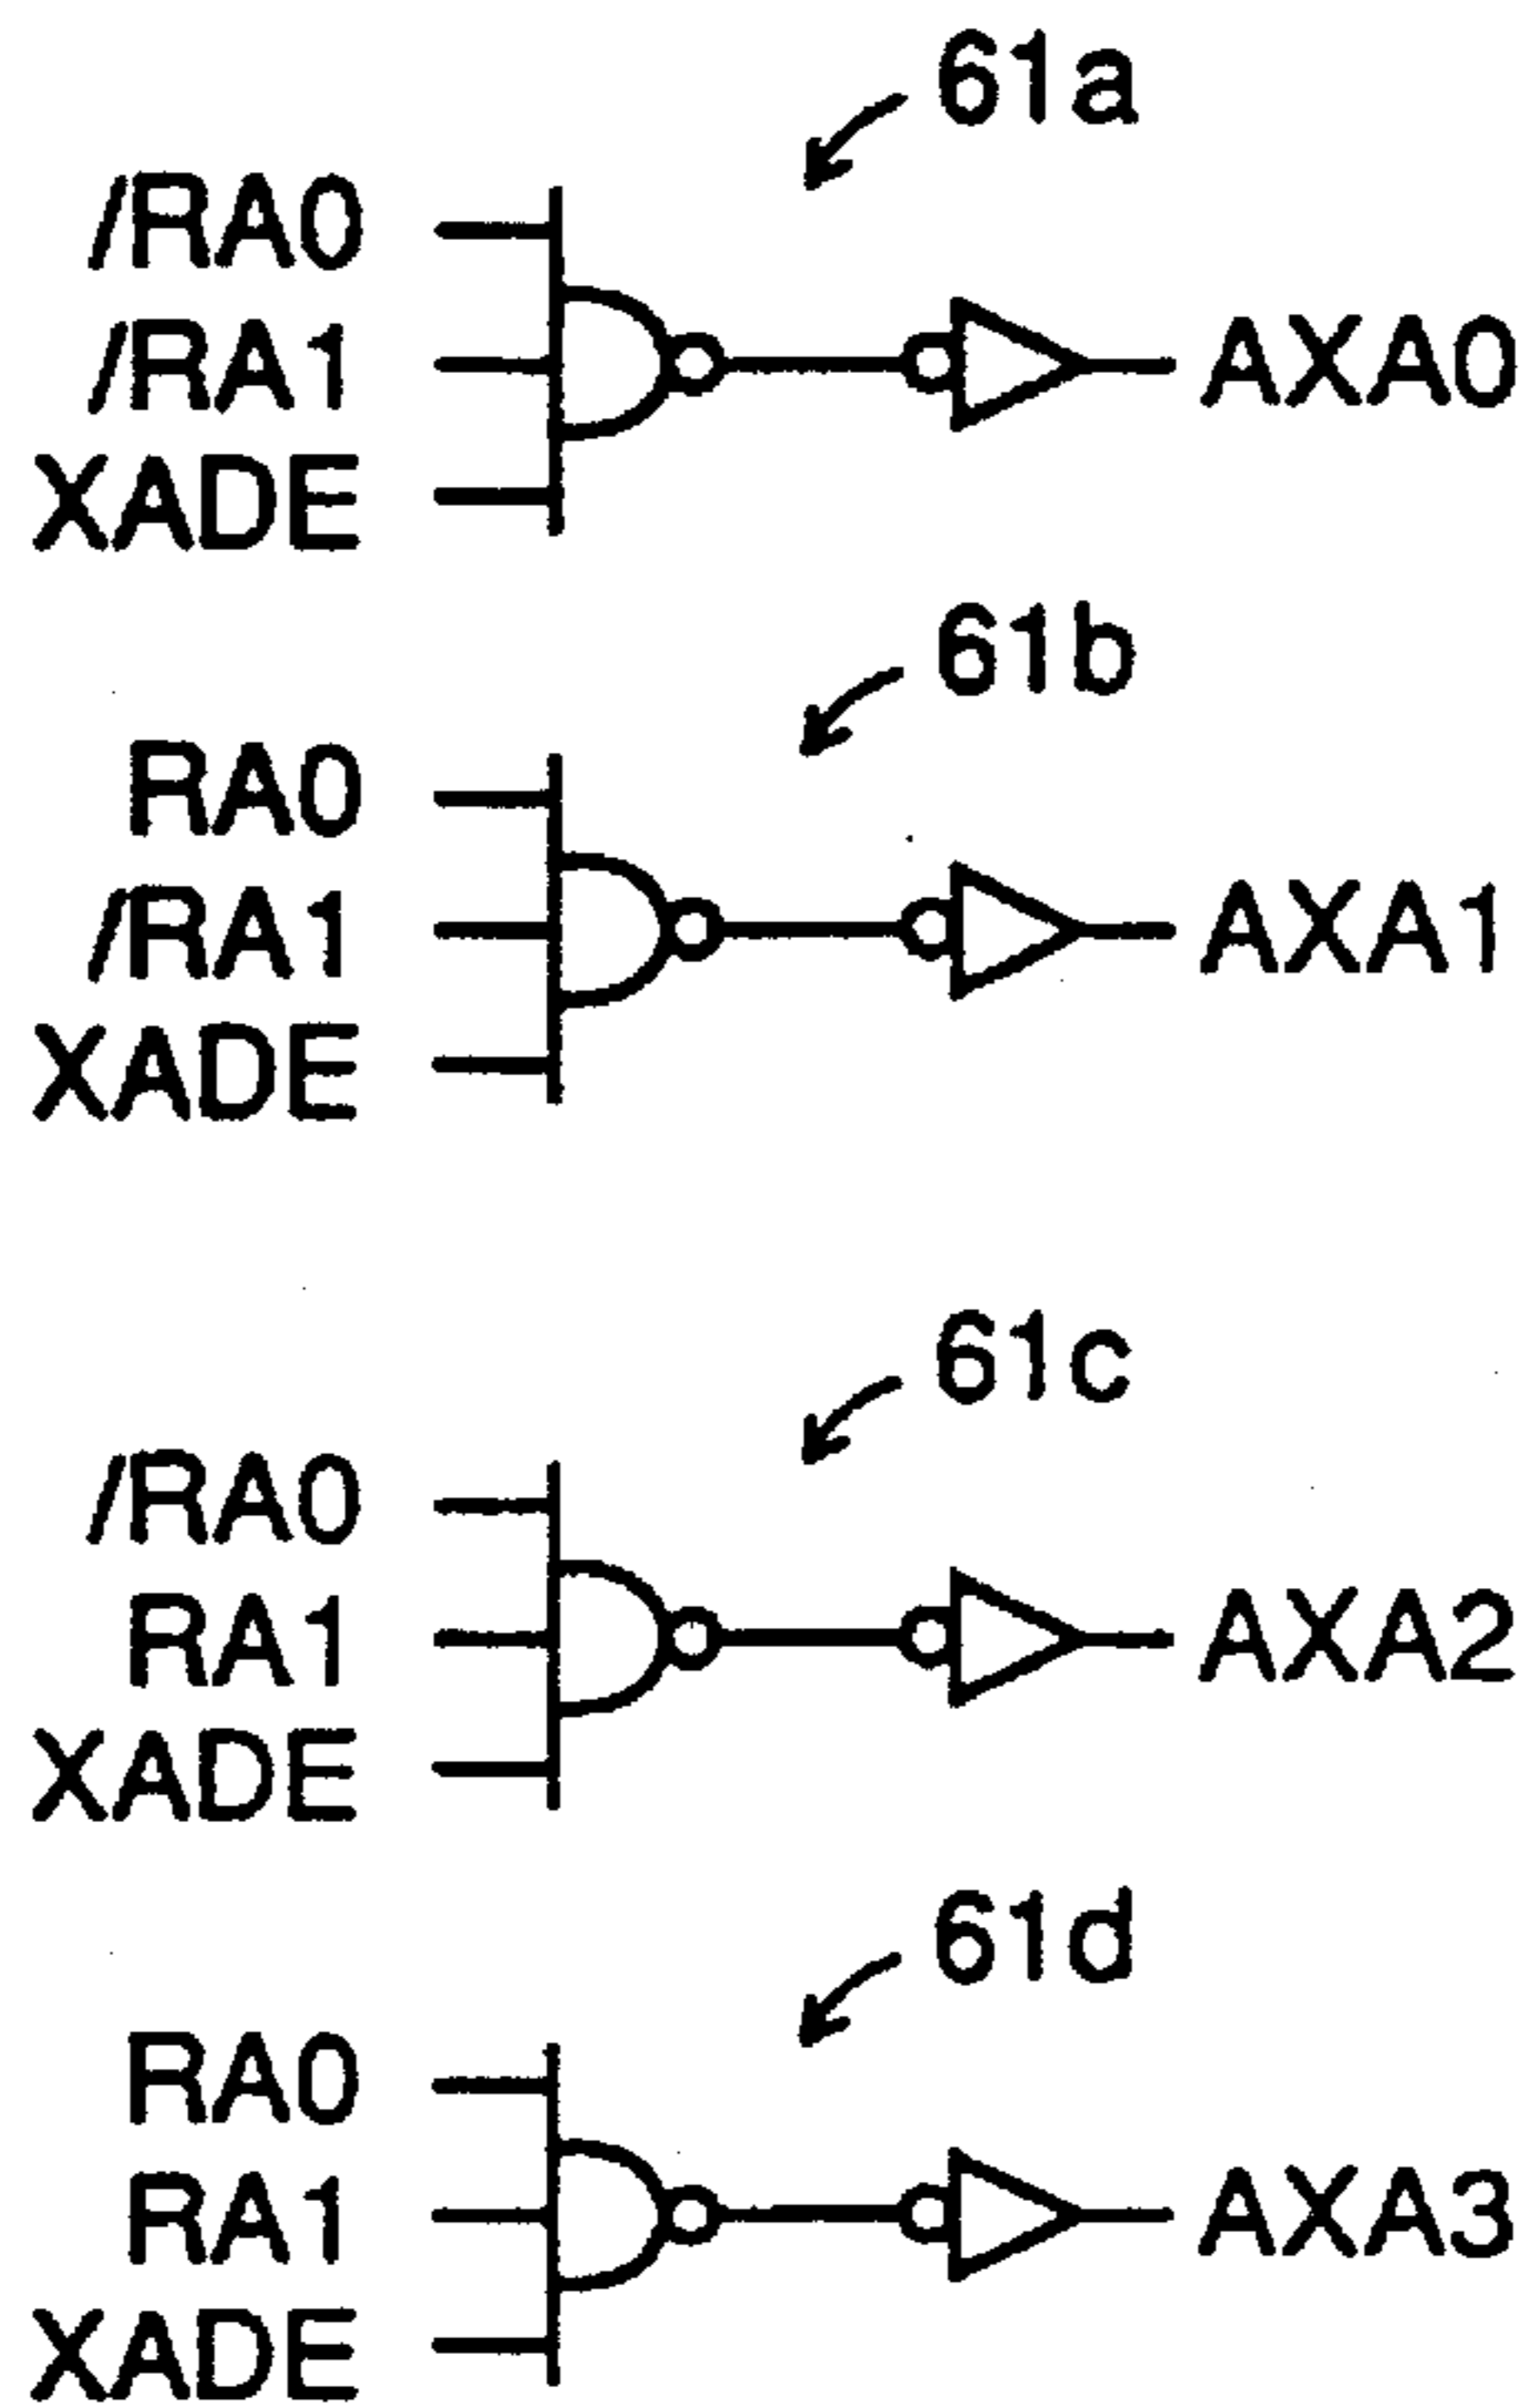 61a
/RA0
/RA1
AXA0
XADE
61b
RA0
/RA1
AXA1
XADE
61c
/RA0
RA1
AXA2
XADE
61d
RA0
RA1
AXA3
XADE